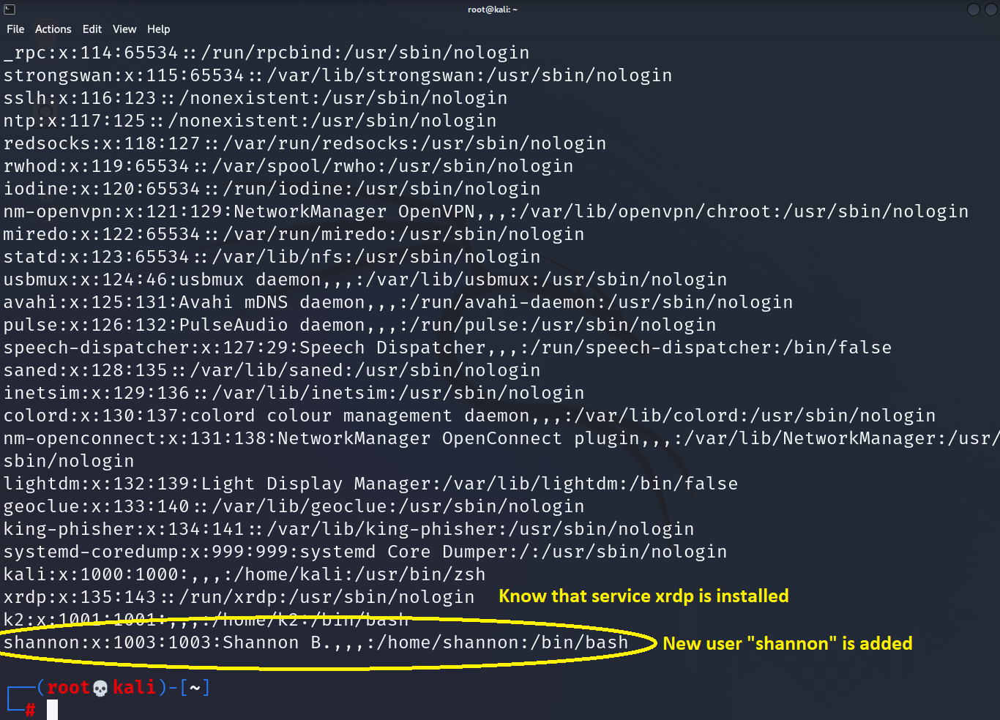 root@kali: ~
File Actions Edit View Help
_rpc:x:114:65534::/run/rpcbind:/usr/sbin/nologin
strongswan:x:115:65534::/var/lib/strongswan:/usr/sbin/nologin
sslh:x:116:123::/nonexistent:/usr/sbin/nologin
ntp:x:117:125::/nonexistent:/usr/sbin/nologin
redsocks:x:118:127::/var/run/redsocks:/usr/sbin/nologin
rwhod:x:119:65534::/var/spool/rwho:/usr/sbin/nologin
iodine:x:120:65534::/run/iodine:/usr/sbin/nologin
nm-openvpn:x:121:129:NetworkManager OpenVPN,,,:/var/lib/openvpn/chroot:/usr/sbin/nologin
miredo:x:122:65534::/var/run/miredo:/usr/sbin/nologin
statd:x:123:65534::/var/lib/nfs:/usr/sbin/nologin
usbmux:x:124:46:usbmux daemon,,,:/var/lib/usbmux:/usr/sbin/nologin
avahi:x:125:131:Avahi mDNS daemon,,,:/run/avahi-daemon:/usr/sbin/nologin
pulse:x:126:132:PulseAudio daemon,,,:/run/pulse:/usr/sbin/nologin
speech-dispatcher:x:127:29:Speech Dispatcher,,,:/run/speech-dispatcher:/bin/false
saned:x:128:135::/var/lib/saned:/usr/sbin/nologin
inetsim:x:129:136::/var/lib/inetsim:/usr/sbin/nologin
colord:x:130:137:colord colour management daemon,,,:/var/lib/colord:/usr/sbin/nologin
nm-openconnect:x:131:138:NetworkManager OpenConnect plugin,,,:/var/lib/NetworkManager:/usr/
sbin/nologin
lightdm:x:132:139:Light Display Manager:/var/lib/lightdm:/bin/false
geoclue:x:133:140::/var/lib/geoclue:/usr/sbin/nologin
king-phisher:x:134:141::/var/lib/king-phisher:/usr/sbin/nologin
systemd-coredump:x:999:999:systemd Core Dumper:/:/usr/sbin/nologin
kali:x:1000:1000:,,,:/home/kali:/usr/bin/zsh
xrdp:x:135:143::/run/xrdp:/usr/sbin/nologin Know that service xrdp is installed
k2:x:1001:1001:,,,:/home/k2:/bin/bash
shannon:x:1003:1003:Shannon B.,,,:/home/shannon:/bin/bash New user "shannon" is added
┌──(root💀kali)-[~]
└─#